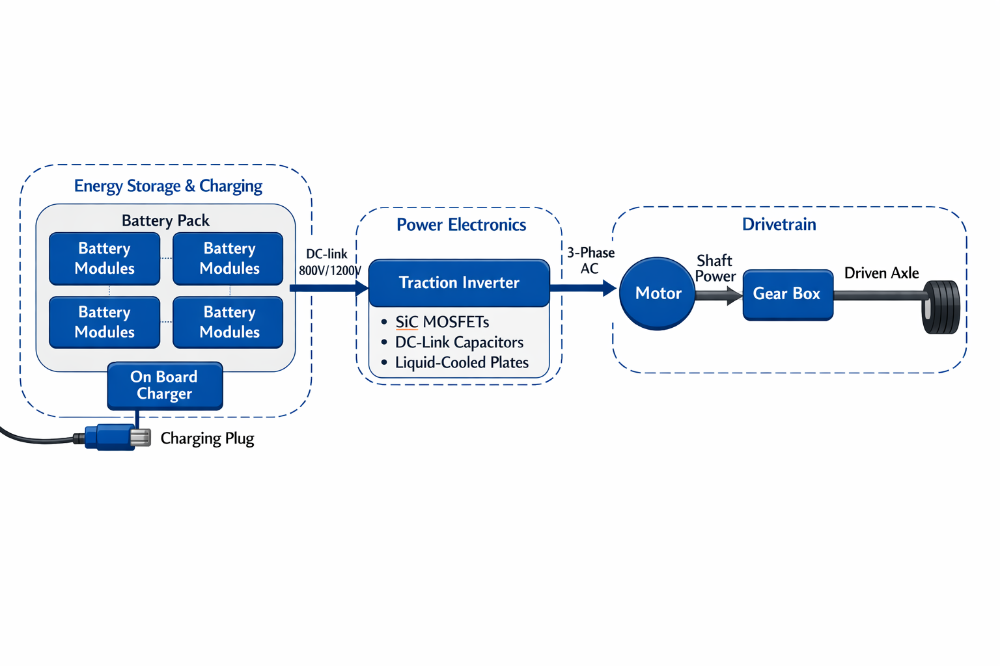 Energy Storage & Charging
Battery Pack
Battery
Modules
Battery
Modules
Battery
Modules
Battery
Modules
On Board
Charger
Charging Plug
DC-link
800V/1200V
Power Electronics
Traction Inverter
• SiC MOSFETs
• DC-Link Capacitors
• Liquid-Cooled Plates
3-Phase
AC
Drivetrain
Motor
Shaft
Power
Gear Box
Driven Axle